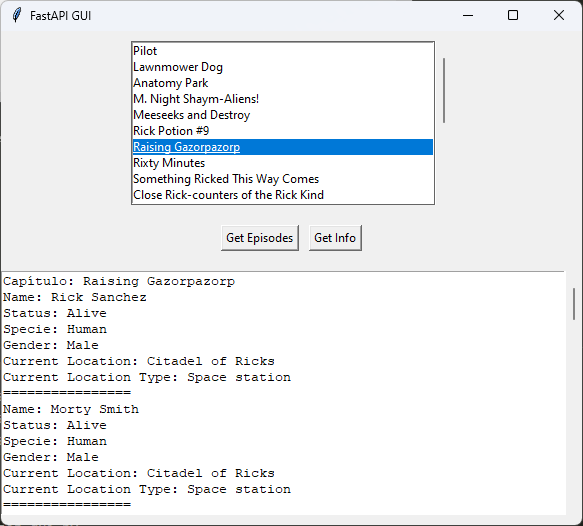 FastAPI GUI
Pilot
Lawnmower Dog
Anatomy Park
M. Night Shaym-Aliens!
Meeseeks and Destroy
Rick Potion #9
Raising Gazorpazorp
Rixty Minutes
Something Ricked This Way Comes
Close Rick-counters of the Rick Kind
Get Episodes Get Info
Capítulo: Raising Gazorpazorp
Name: Rick Sanchez
Status: Alive
Specie: Human
Gender: Male
Current Location: Citadel of Ricks
Current Location Type: Space station
================
Name: Morty Smith
Status: Alive
Specie: Human
Gender: Male
Current Location: Citadel of Ricks
Current Location Type: Space station
================